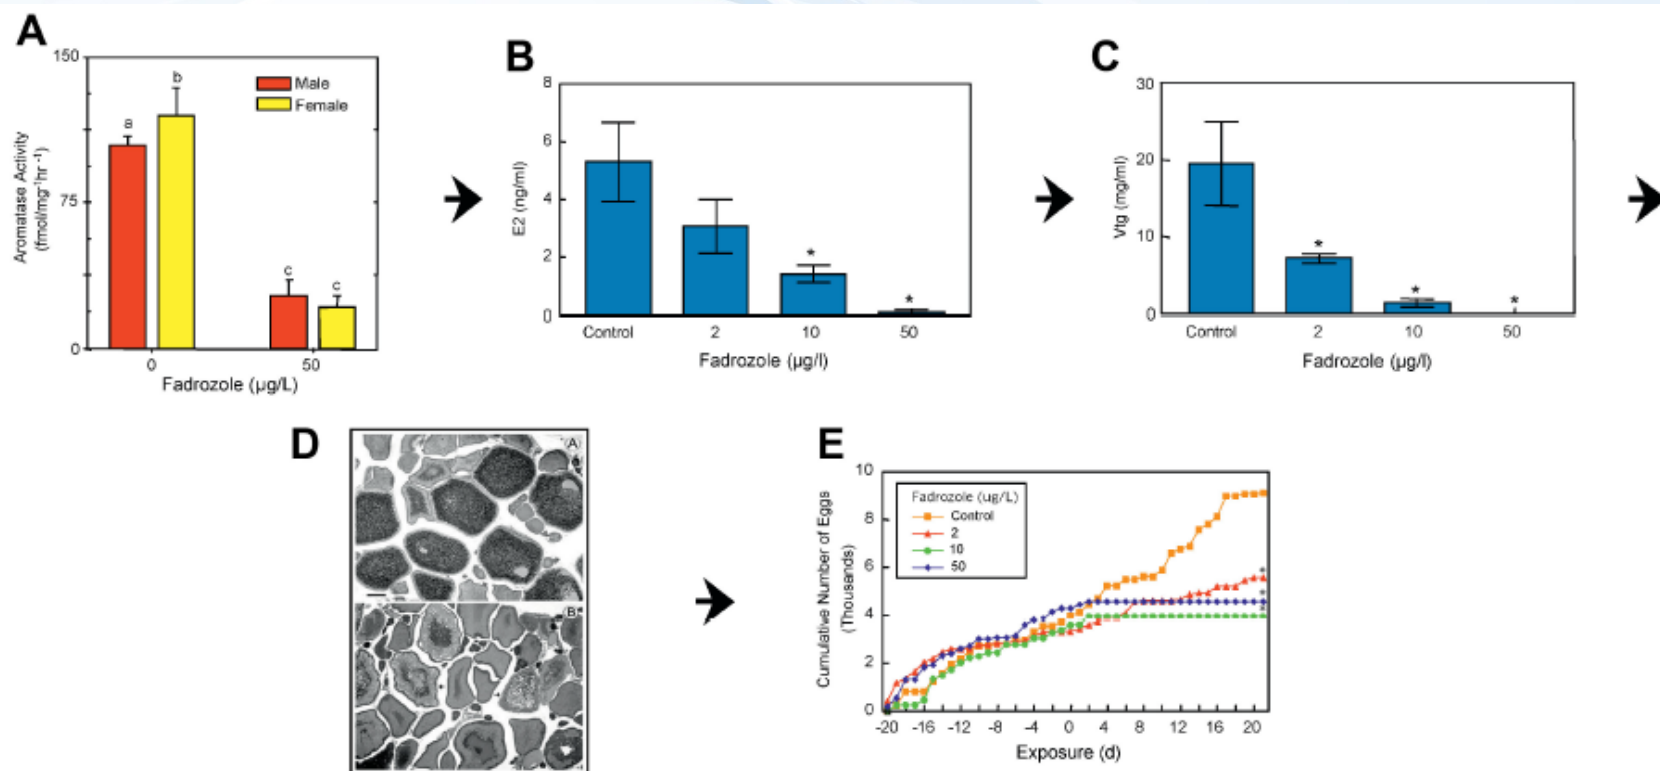 A
150
75
0
Aromatase Activity
(fmol/mg⁻¹hr⁻¹)
Male
Female
a
b
c
c
0
50
Fadrozole (µg/L)
B
8
6
4
2
0
E2 (ng/ml)
*
*
Control
2
10
50
Fadrozole (µg/l)
C
30
20
10
0
Vtg (mg/ml)
*
*
*
Control
2
10
50
Fadrozole (µg/l)
D
(A)
(B)
E
10
8
6
4
2
0
Cumulative Number of Eggs
(Thousands)
Fadrozole (ug/L)
Control
2
10
50
*
*
*
-20
-16
-12
-8
-4
0
4
8
12
16
20
Exposure (d)